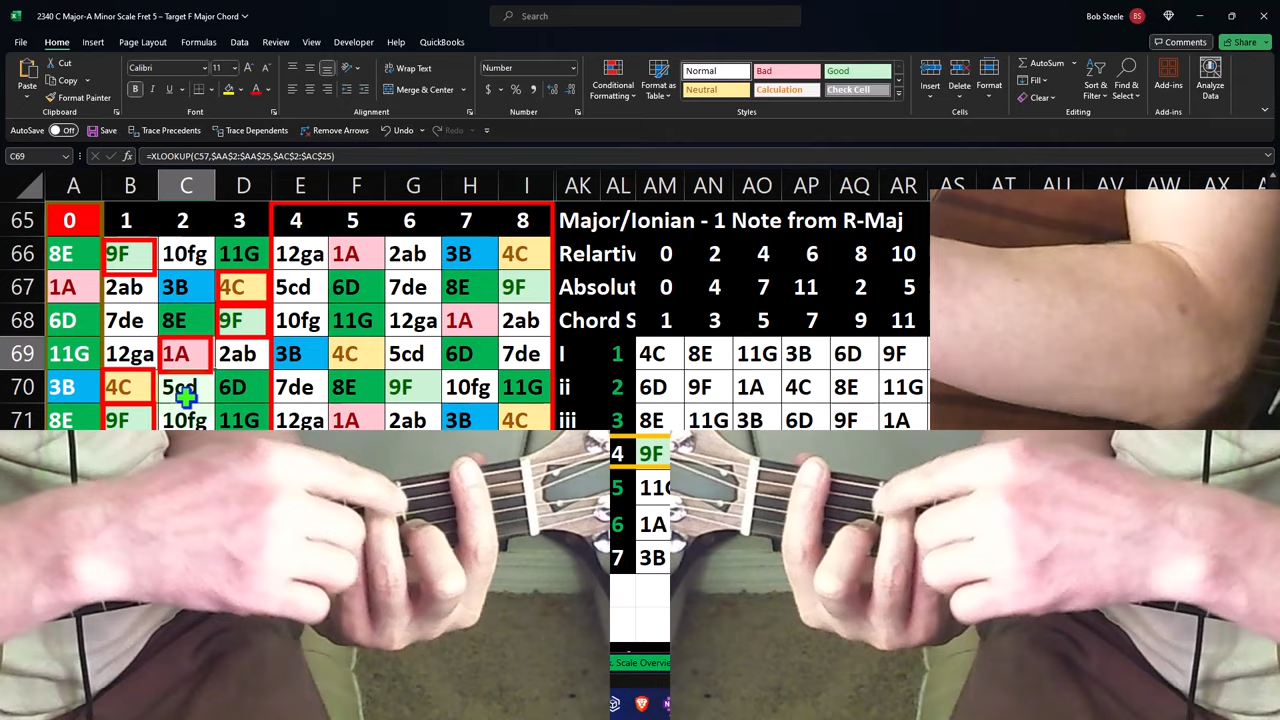 2340 C Major-A Minor Scale Fret 5 – Target F Major Chord
Search
Bob Steele BS
File Home Insert Page Layout Formulas Data Review View Developer Help QuickBooks
Comments Share
Paste Cut Copy Format Painter
Clipboard
Calibri 11
B I U
Font
Wrap Text
Merge & Center
Alignment
Number
$ % 9
Number
Conditional Formatting
Format as Table
Normal Bad Good
Neutral Calculation Check Cell
Styles
Insert Delete Format
Cells
AutoSum
Fill
Clear
Sort & Filter
Find & Select
Editing
Add-ins
Add-ins
Analyze Data
AutoSave Off Save Trace Precedents Trace Dependents Remove Arrows Undo Redo
C69 fx =XLOOKUP(C57,$AA$2:$AA$25,$AC$2:$AC$25)
A B C D E F G H I AK AL AM AN AO AP AQ AR AS AT AU AV AW AX
65 0 1 2 3 4 5 6 7 8 Major/Ionian - 1 Note from R-Maj
66 8E 9F 10fg 11G 12ga 1A 2ab 3B 4C Relartiv 0 2 4 6 8 10
67 1A 2ab 3B 4C 5cd 6D 7de 8E 9F Absolut 0 4 7 11 2 5
68 6D 7de 8E 9F 10fg 11G 12ga 1A 2ab Chord S 1 3 5 7 9 11
69 11G 12ga 1A 2ab 3B 4C 5cd 6D 7de I 1 4C 8E 11G 3B 6D 9F
70 3B 4C 5cd 6D 7de 8E 9F 10fg 11G ii 2 6D 9F 1A 4C 8E 11G
71 8E 9F 10fg 11G 12ga 1A 2ab 3B 4C iii 3 8E 11G 3B 6D 9F 1A
4 9F
5 11G
6 1A
7 3B
. Scale Overvie